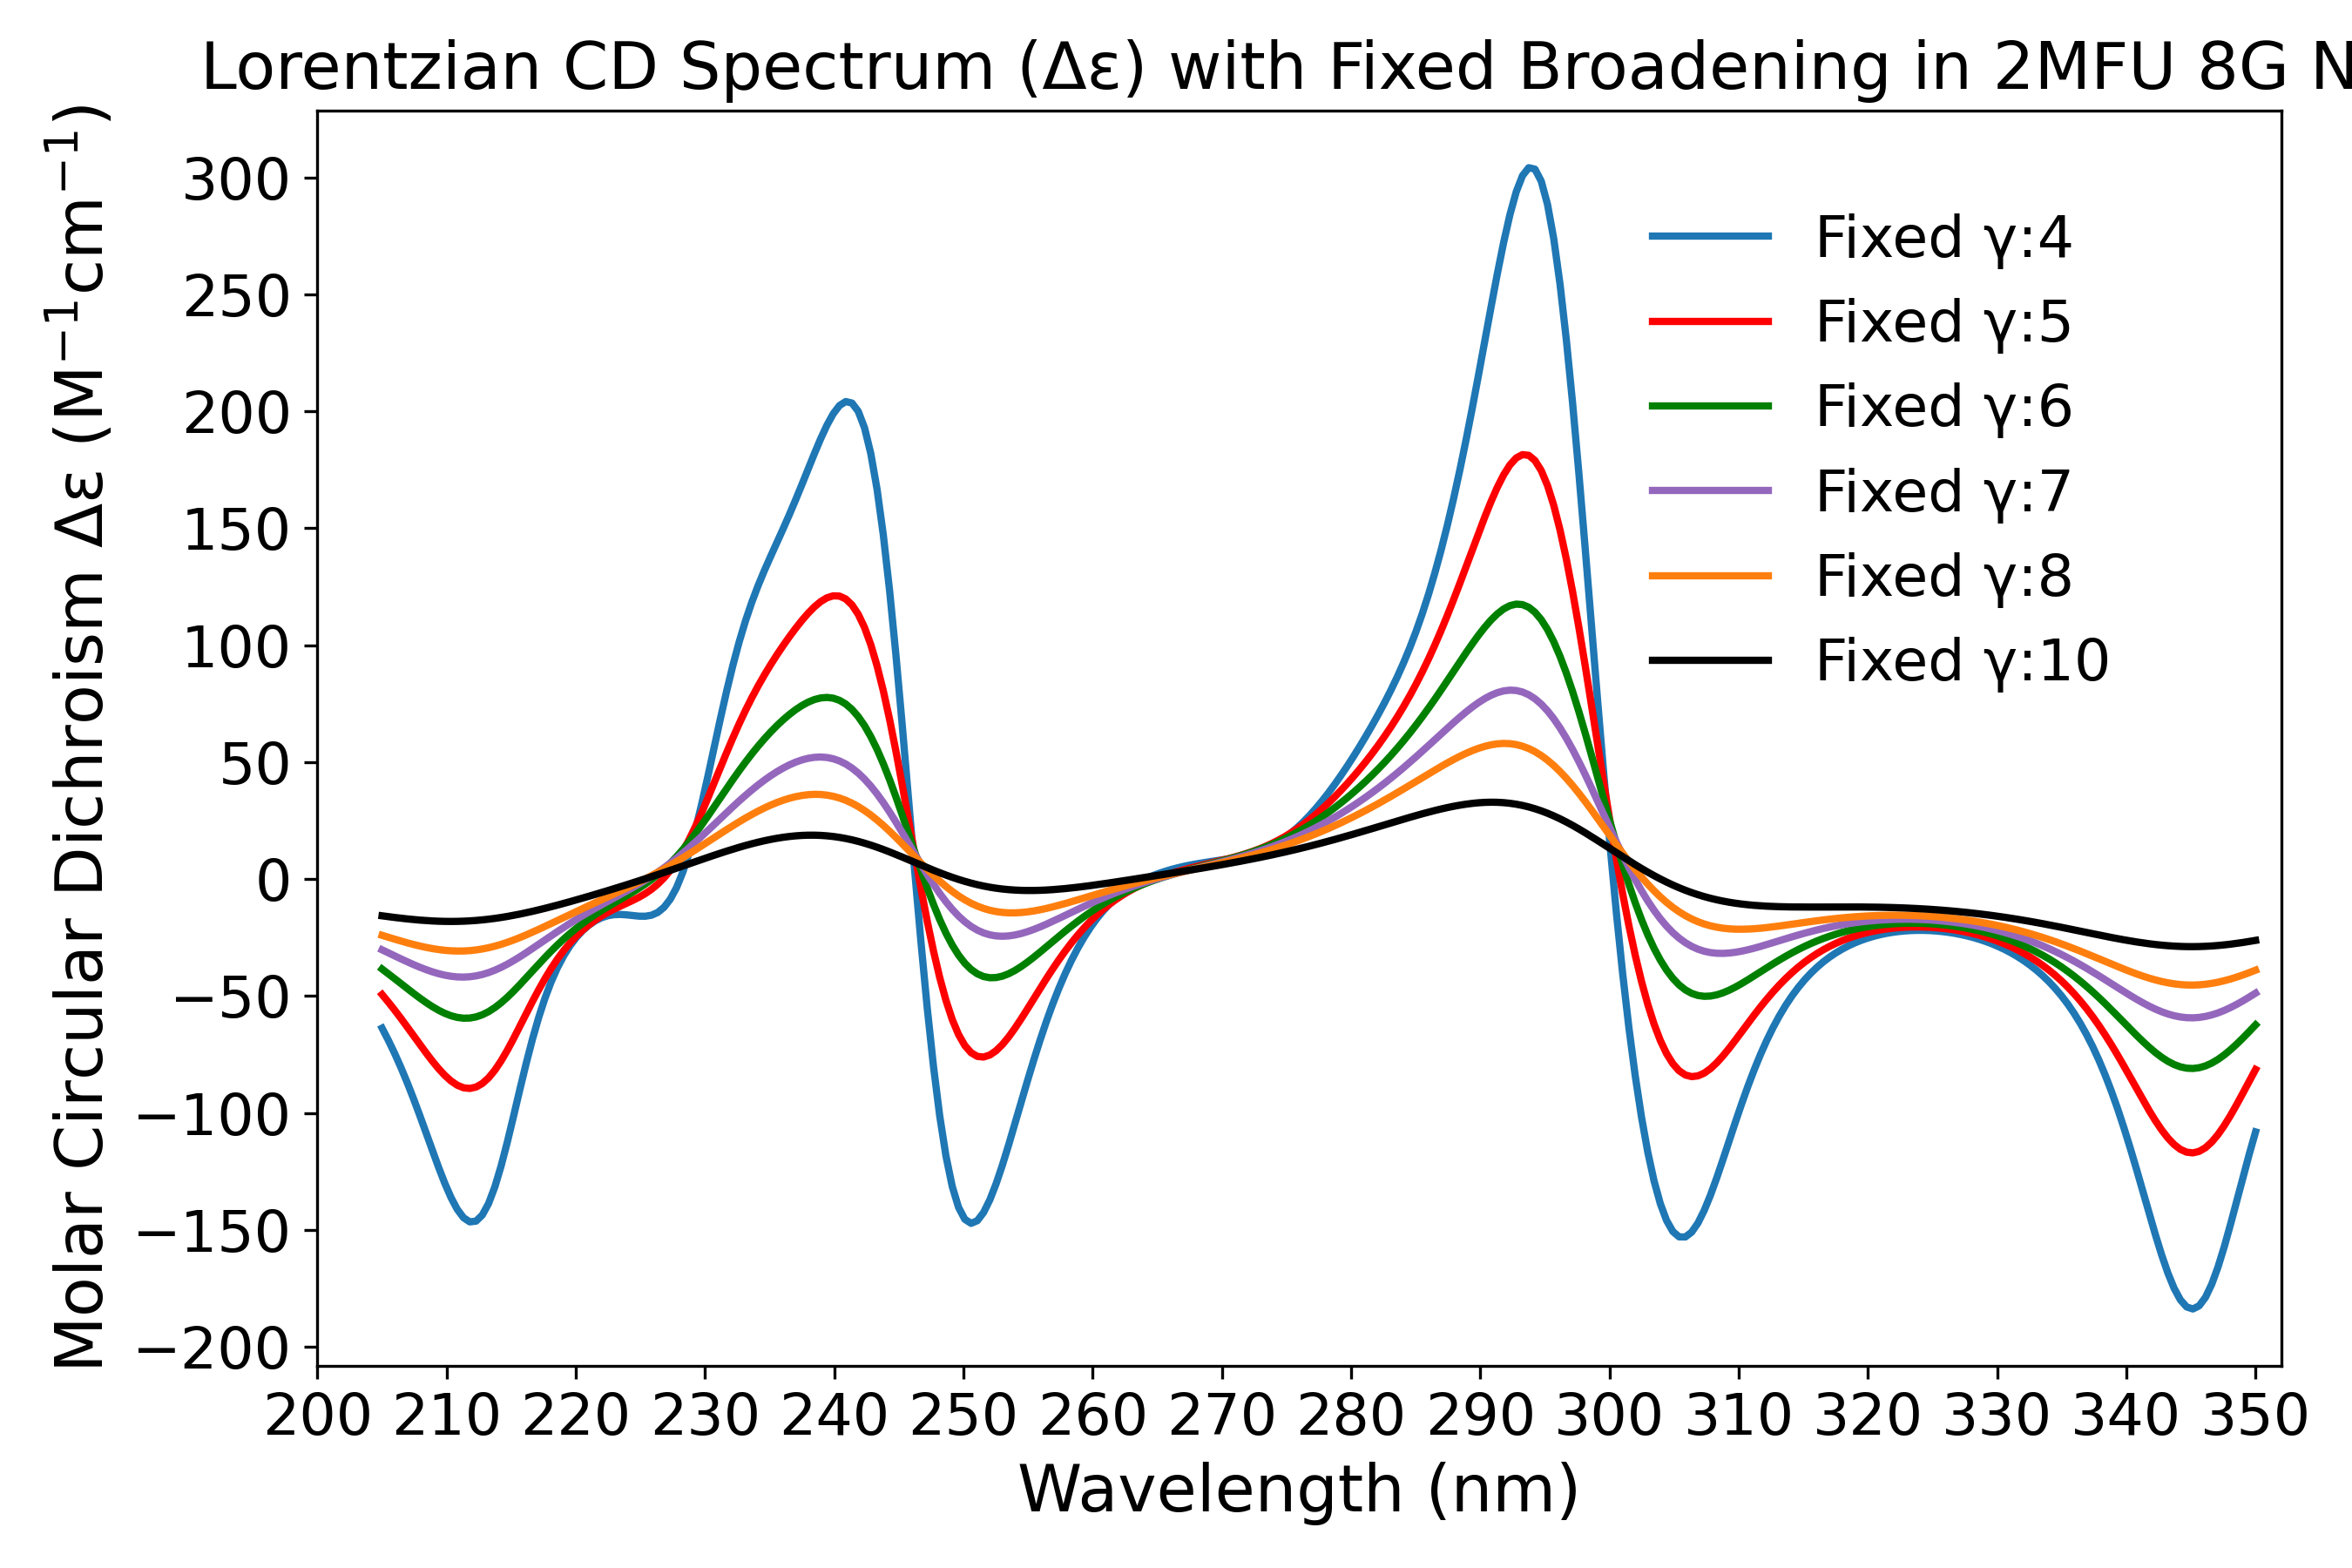 Lorentzian CD Spectrum (Δε) with Fixed Broadening in 2MFU 8G N
Molar Circular Dichroism Δε (M⁻¹cm⁻¹)
300
250
200
150
100
50
0
−50
−100
−150
−200
Fixed γ:4
Fixed γ:5
Fixed γ:6
Fixed γ:7
Fixed γ:8
Fixed γ:10
200 210 220 230 240 250 260 270 280 290 300 310 320 330 340 350
Wavelength (nm)